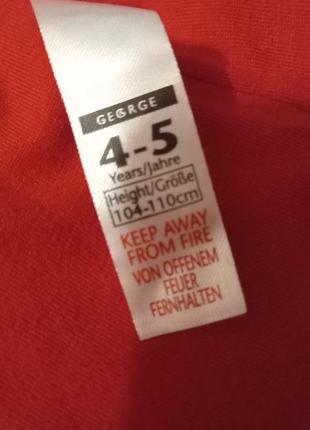 GEORGE
4-5
Years/Jahre
Height/Größe
104-110cm
KEEP AWAY
FROM FIRE
VON OFFENEM
FEUER
FERNHALTEN